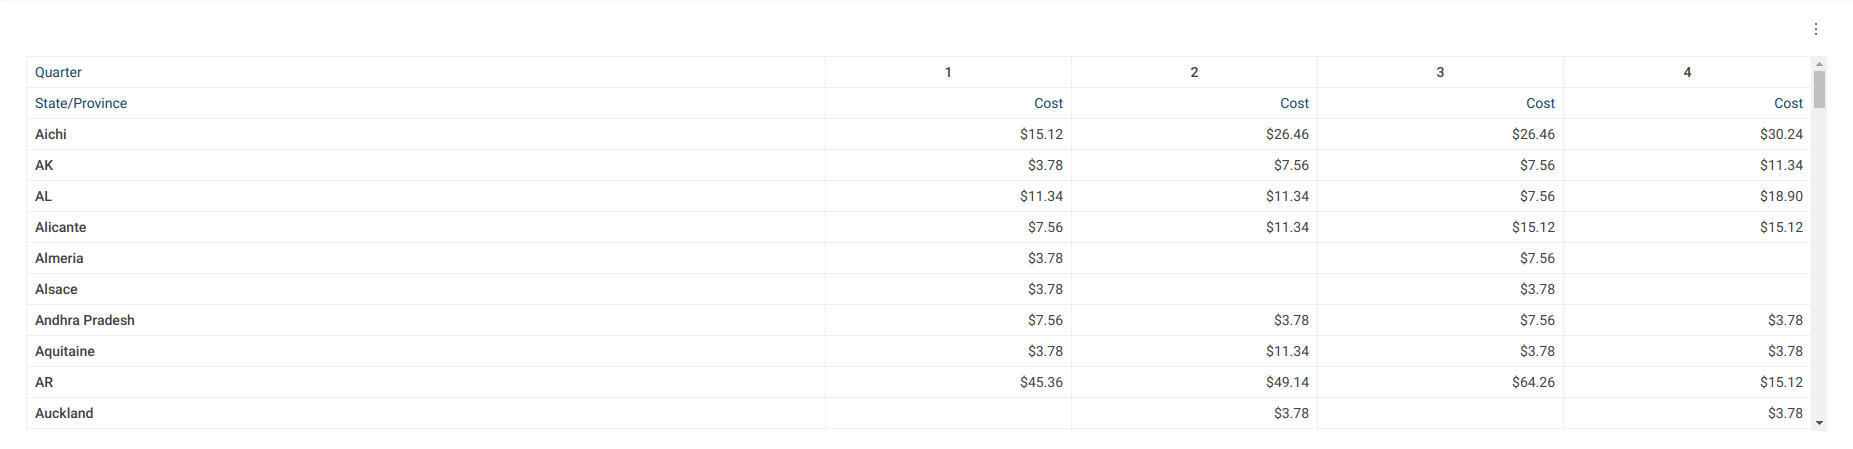 Quarter 1 2 3 4
State/Province Cost Cost Cost Cost
Aichi $15.12 $26.46 $26.46 $30.24
AK $3.78 $7.56 $7.56 $11.34
AL $11.34 $11.34 $7.56 $18.90
Alicante $7.56 $11.34 $15.12 $15.12
Almeria $3.78 $7.56
Alsace $3.78 $3.78
Andhra Pradesh $7.56 $3.78 $7.56 $3.78
Aquitaine $3.78 $11.34 $3.78 $3.78
AR $45.36 $49.14 $64.26 $15.12
Auckland $3.78 $3.78